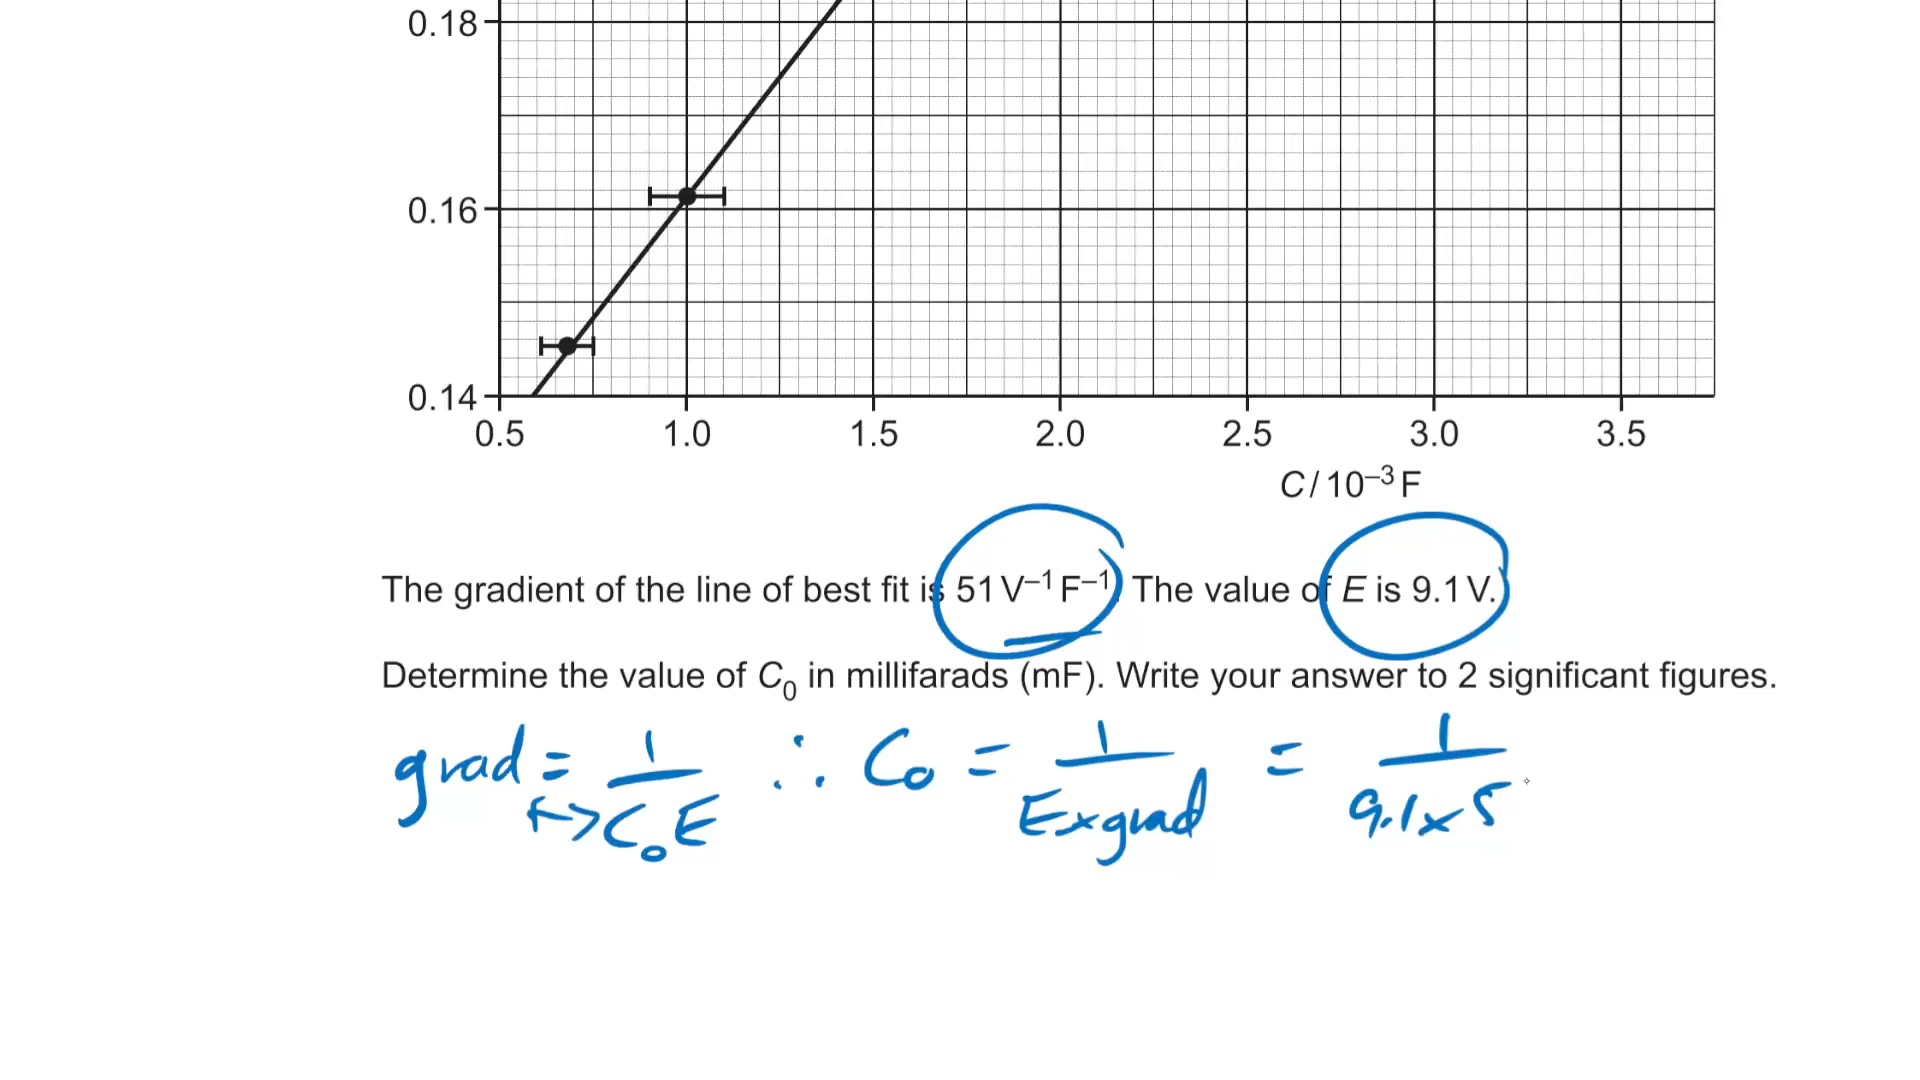 0.18
0.16
0.14
0.5 1.0 1.5 2.0 2.5 3.0 3.5
C / 10⁻³ F
The gradient of the line of best fit is 51 V⁻¹ F⁻¹. The value of E is 9.1 V.
Determine the value of C₀ in millifarads (mF). Write your answer to 2 significant figures.
grad = 1/C₀E ∴ C₀ = 1/E×grad = 1/9.1×5